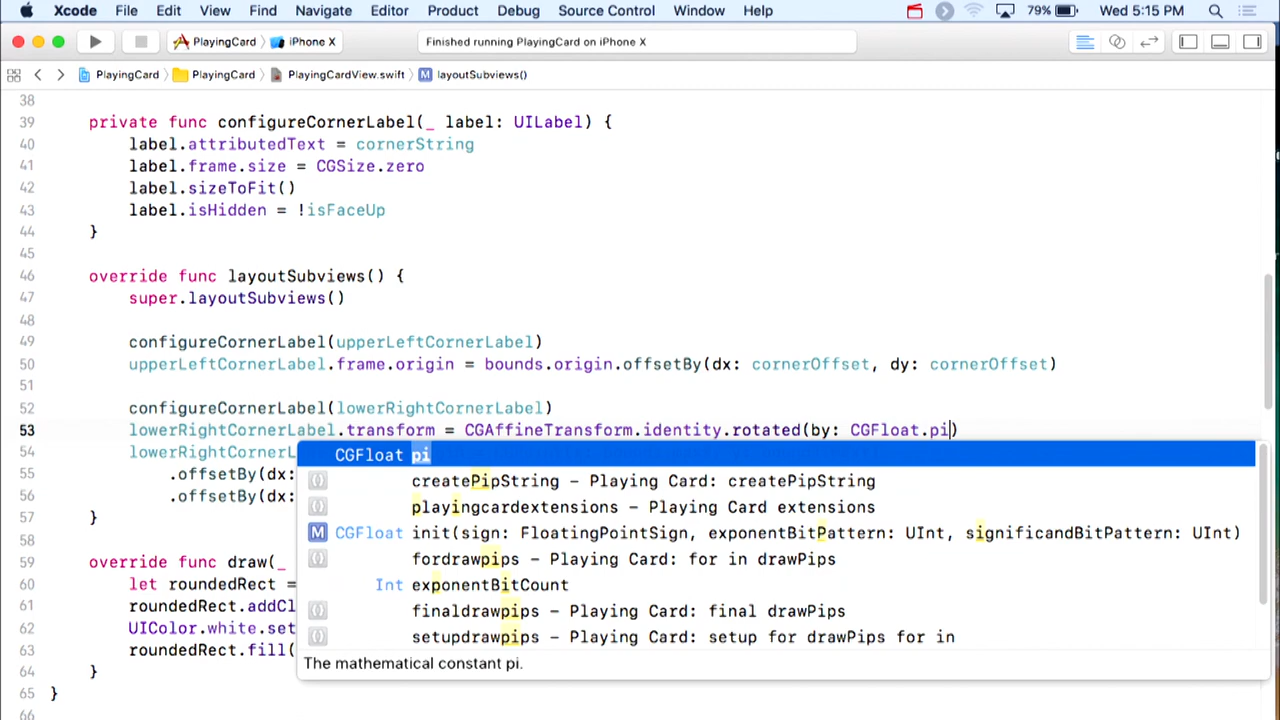 Xcode File Edit View Find Navigate Editor Product Debug Source Control Window Help 79% Wed 5:15 PM
PlayingCard iPhone X Finished running PlayingCard on iPhone X
PlayingCard PlayingCard PlayingCardView.swift M layoutSubviews()
38
39 private func configureCornerLabel(_ label: UILabel) {
40 label.attributedText = cornerString
41 label.frame.size = CGSize.zero
42 label.sizeToFit()
43 label.isHidden = !isFaceUp
44 }
45
46 override func layoutSubviews() {
47 super.layoutSubviews()
48
49 configureCornerLabel(upperLeftCornerLabel)
50 upperLeftCornerLabel.frame.origin = bounds.origin.offsetBy(dx: cornerOffset, dy: cornerOffset)
51
52 configureCornerLabel(lowerRightCornerLabel)
53 lowerRightCornerLabel.transform = CGAffineTransform.identity.rotated(by: CGFloat.pi)
54 lowerRightCornerLabel
CGFloat pi
55 .offsetBy(dx:
createPipString – Playing Card: createPipString
56 .offsetBy(dx:
playingcardextensions – Playing Card extensions
57 }
M CGFloat init(sign: FloatingPointSign, exponentBitPattern: UInt, significandBitPattern: UInt)
58
fordrawpips – Playing Card: for in drawPips
59 override func draw(_
60 let roundedRect =
Int exponentBitCount
61 roundedRect.addCl
finaldrawpips – Playing Card: final drawPips
62 UIColor.white.set
setupdrawpips – Playing Card: setup for drawPips for in
63 roundedRect.fill(
The mathematical constant pi.
64 }
65 }
66